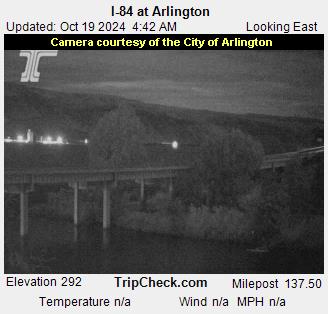 I-84 at Arlington
Updated: Oct 19 2024 4:42 AM Looking East
Camera courtesy of the City of Arlington
Elevation 292 TripCheck.com Milepost 137.50
Temperature n/a Wind n/a MPH n/a